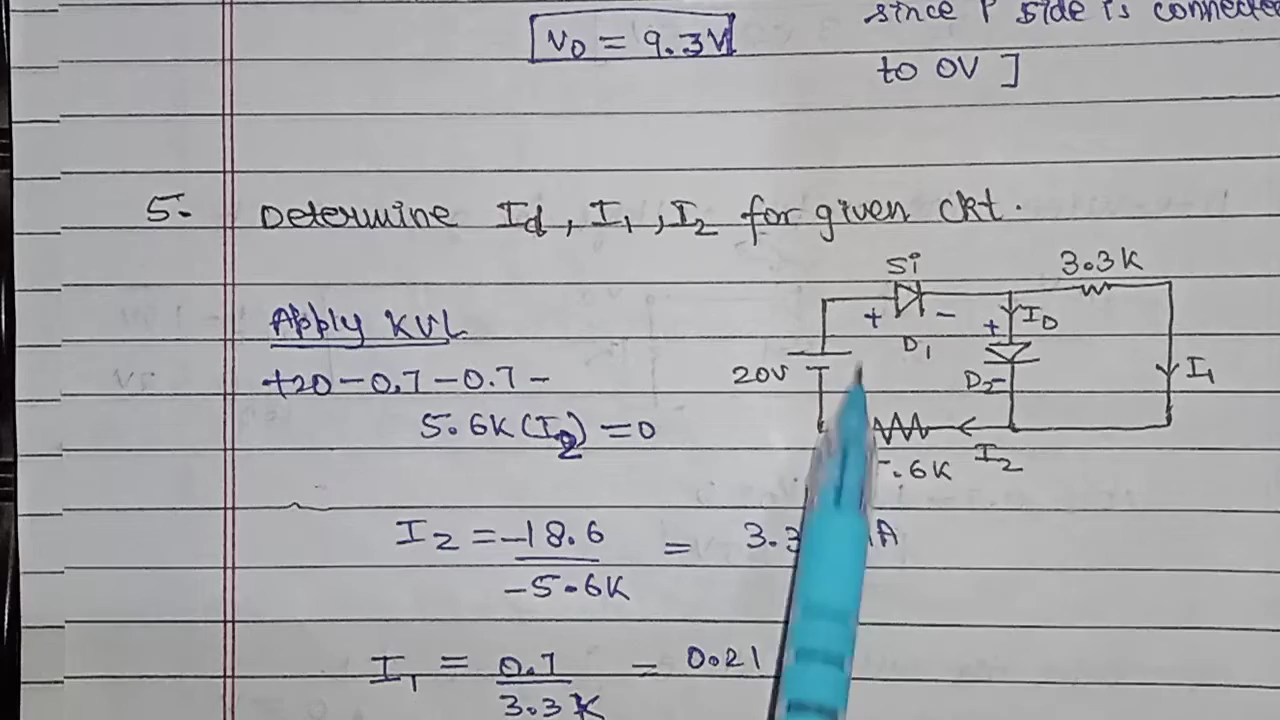 since P side is connected
V0 = 9.3V
to 0V ]
5. Determine Id, I1, I2 for given ckt.
Si
3.3K
Apply KVL
+ - + ID
D1
+20-0.7-0.7-
20V
D2 -
I1
5.6K(I2) = 0
I2
.6K
I2 = -18.6 / -5.6K = 3.3 A
I1 = 0.7 / 3.3K = 0.21